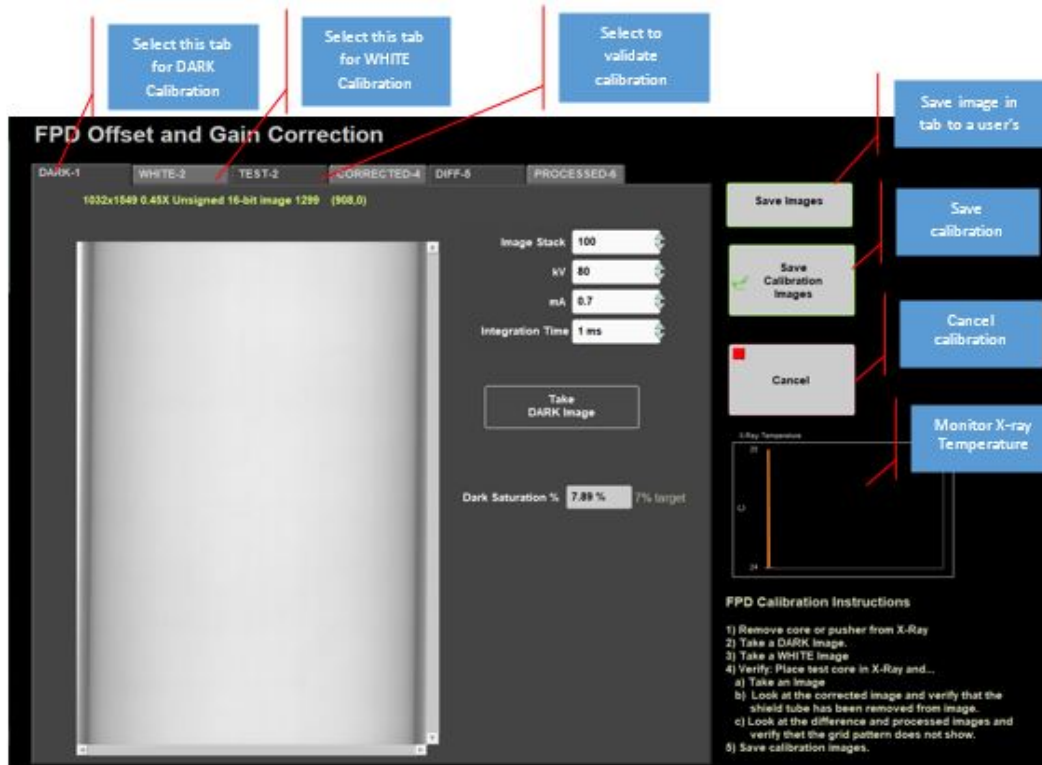 Select this tab
for DARK
Calibration
Select this tab
for WHITE
Calibration
Select to
validate
calibration
Save image in
tab to a user's
FPD Offset and Gain Correction
DARK-1
WHITE-2
TEST-2
CORRECTED-4
DIFF-5
PROCESSED-6
1032x1549 0.45X Unsigned 16-bit image 1299 (908,0)
Image Stack 100
kV 80
mA 0.7
Integration Time 1 ms
Take
DARK Image
Dark Saturation % 7.89 % 7% target
Save Images
Save
calibration
Save
Calibration
Images
Cancel
calibration
Cancel
Monitor X-ray
Temperature
X-Ray Temperature
24
FPD Calibration Instructions
1) Remove core or pusher from X-Ray
2) Take a DARK Image.
3) Take a WHITE Image
4) Verify: Place test core in X-Ray and...
a) Take an Image
b) Look at the corrected image and verify that the
shield tube has been removed from image.
c) Look at the difference and processed images and
verify thet the grid pattern does not show.
5) Save calibration images.